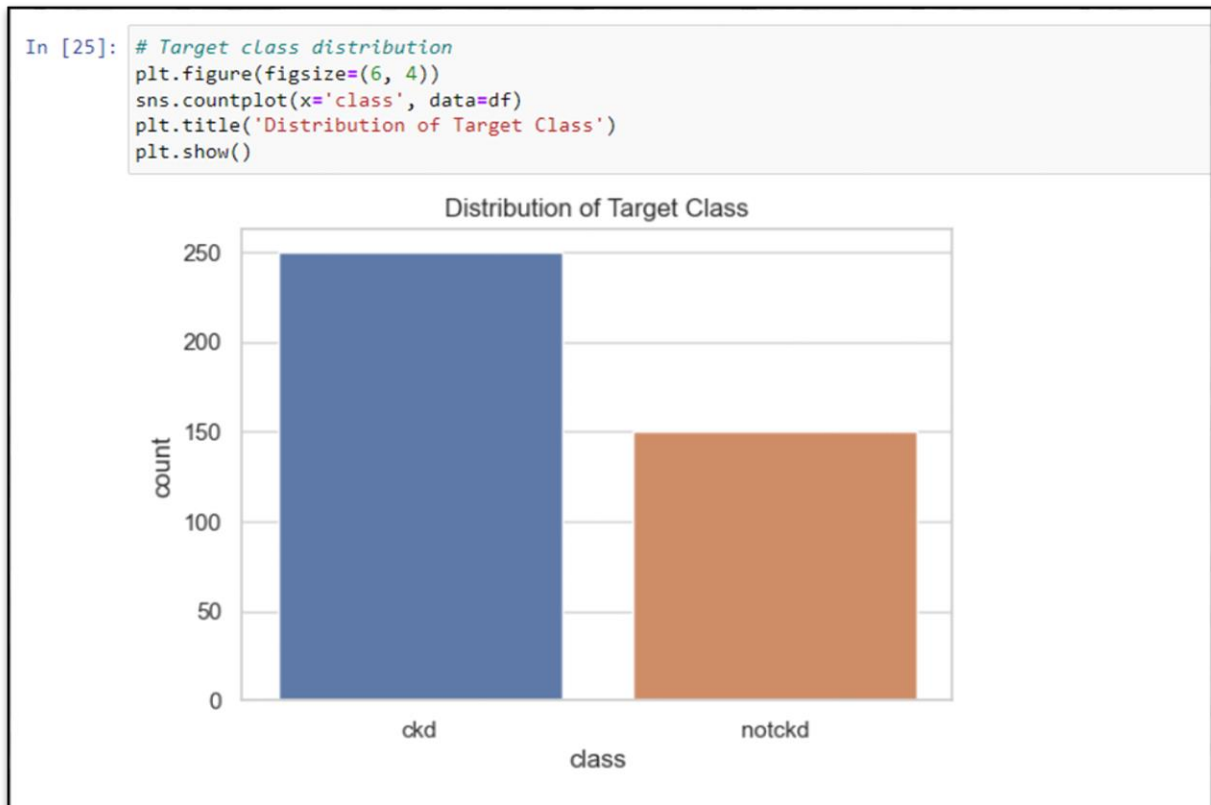 In [25]: # Target class distribution
plt.figure(figsize=(6, 4))
sns.countplot(x='class', data=df)
plt.title('Distribution of Target Class')
plt.show()
Distribution of Target Class
250
200
150
100
50
0
count
ckd
notckd
class